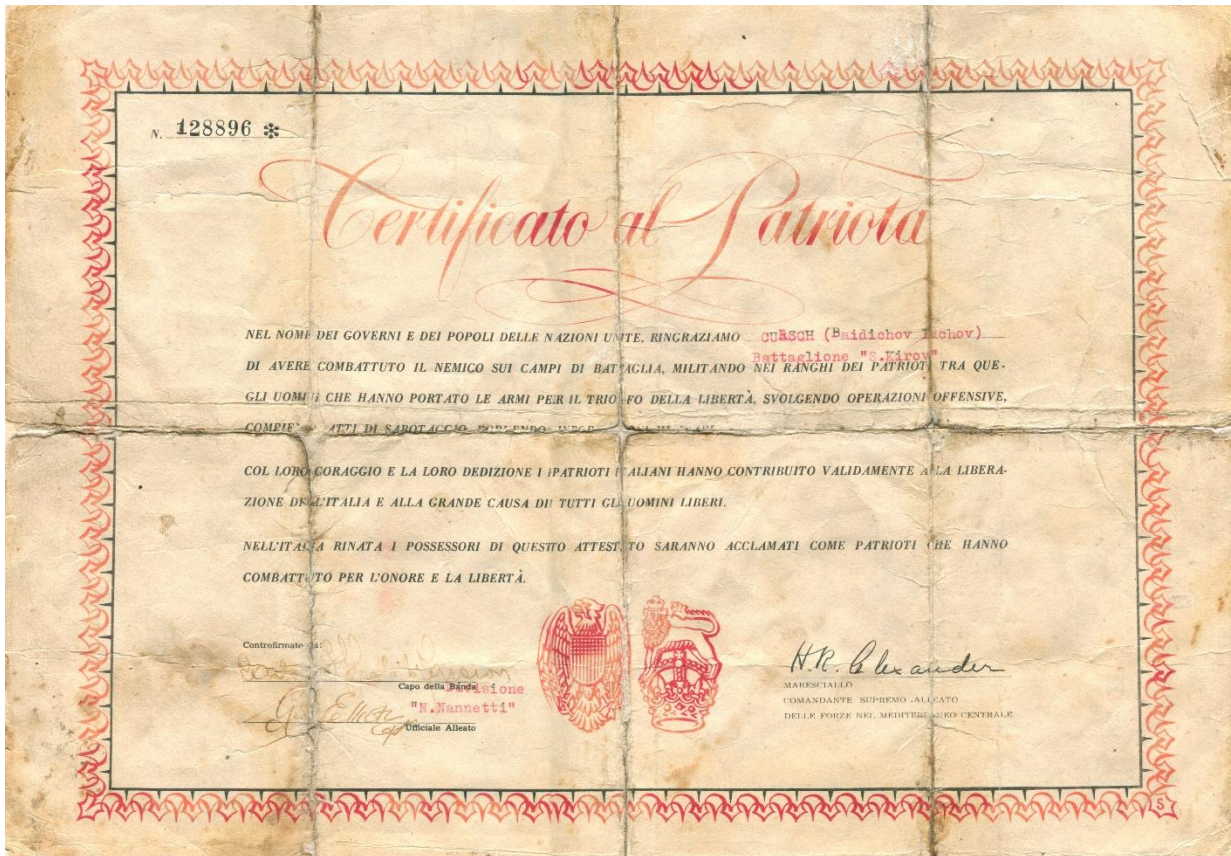 N. 128896 *
Certificato al Patriota
NEL NOME DEI GOVERNI E DEI POPOLI DELLE NAZIONI UNITE, RINGRAZIAMO CURSCH (Baidichov
Battaglione "S.Kirov"
DI AVERE COMBATTUTO IL NEMICO SUI CAMPI DI BATTAGLIA, MILITANDO NEI RANGHI DEI PATRIOTI TRA QUE-
GLI UOMINI CHE HANNO PORTATO LE ARMI PER IL TRIONFO DELLA LIBERTÀ, SVOLGENDO OPERAZIONI OFFENSIVE,
ATTI DI SABOTAGGIO,
COL LORO CORAGGIO E LA LORO DEDIZIONE I PATRIOTI ITALIANI HANNO CONTRIBUITO VALIDAMENTE ALLA LIBERA-
ZIONE DELL'ITALIA E ALLA GRANDE CAUSA DI TUTTI GLI UOMINI LIBERI.
NELL'ITALIA RINATA I POSSESSORI DI QUESTO ATTESTATO SARANNO ACCLAMATI COME PATRIOTI CHE HANNO
COMBATTUTO PER L'ONORE E LA LIBERTÀ.
Controfirmato da:
Capo della Banda
Divisione
"N.Nannetti"
Ufficiale Alleato
H.R. Alexander
MARESCIALLO
COMANDANTE SUPREMO ALLEATO
DELLE FORZE NEL MEDITERRANEO CENTRALE
S